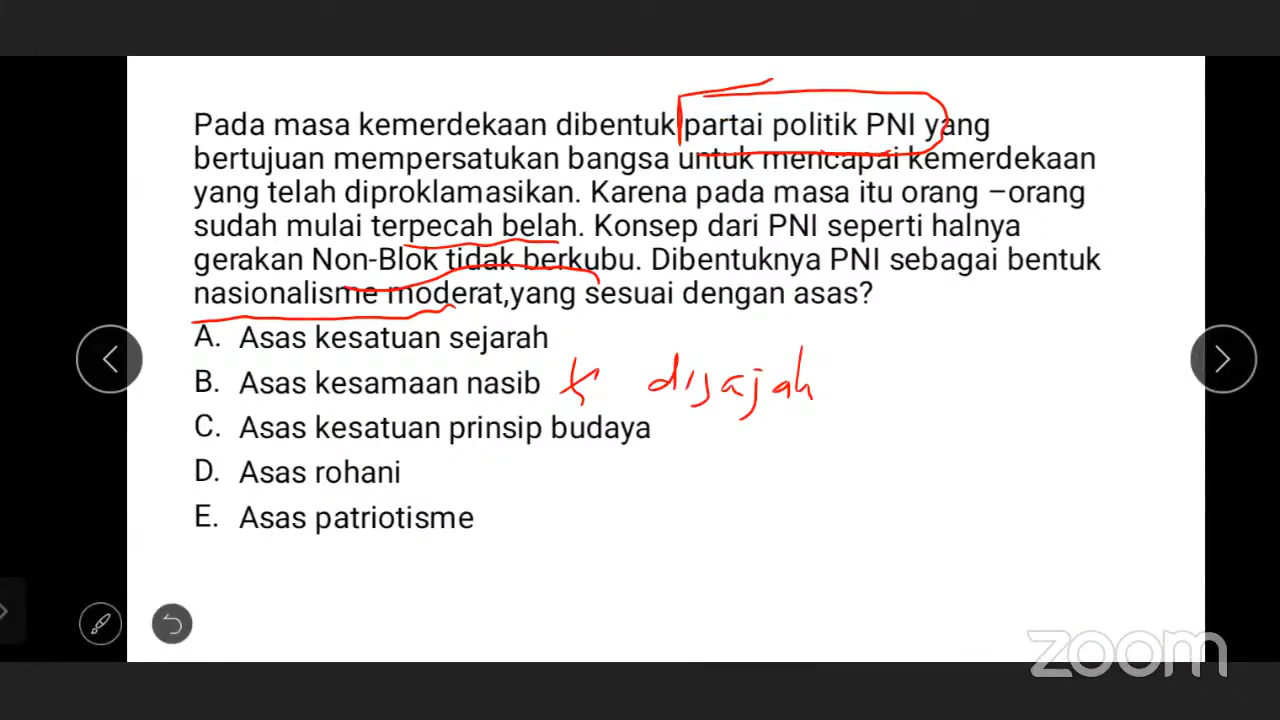 Pada masa kemerdekaan dibentuk partai politik PNI yang
bertujuan mempersatukan bangsa untuk mencapai kemerdekaan
yang telah diproklamasikan. Karena pada masa itu orang –orang
sudah mulai terpecah belah. Konsep dari PNI seperti halnya
gerakan Non-Blok tidak berkubu. Dibentuknya PNI sebagai bentuk
nasionalisme moderat,yang sesuai dengan asas?
A. Asas kesatuan sejarah
B. Asas kesamaan nasib disajah
C. Asas kesatuan prinsip budaya
D. Asas rohani
E. Asas patriotisme
zoom